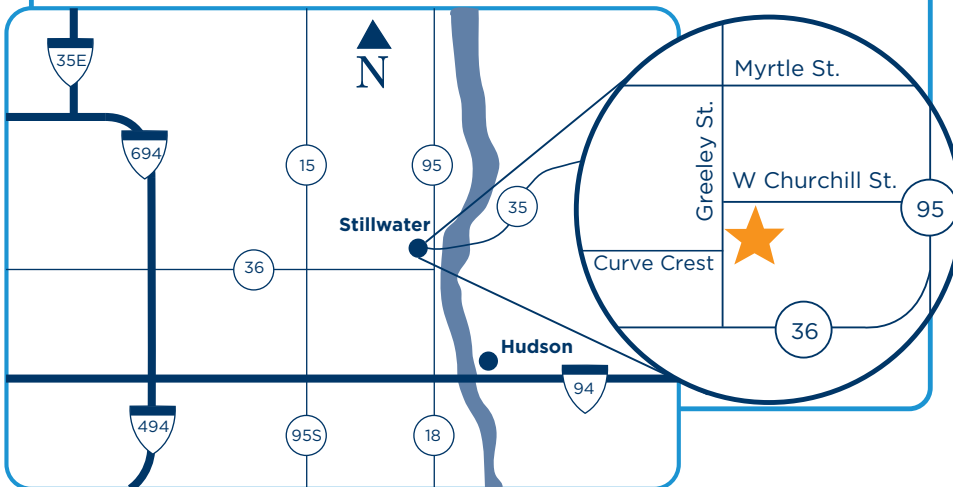 35E
N
Myrtle St.
Greeley St.
694
15
95
W Churchill St.
35
95
Stillwater
36
Curve Crest
36
Hudson
94
494
95S
18